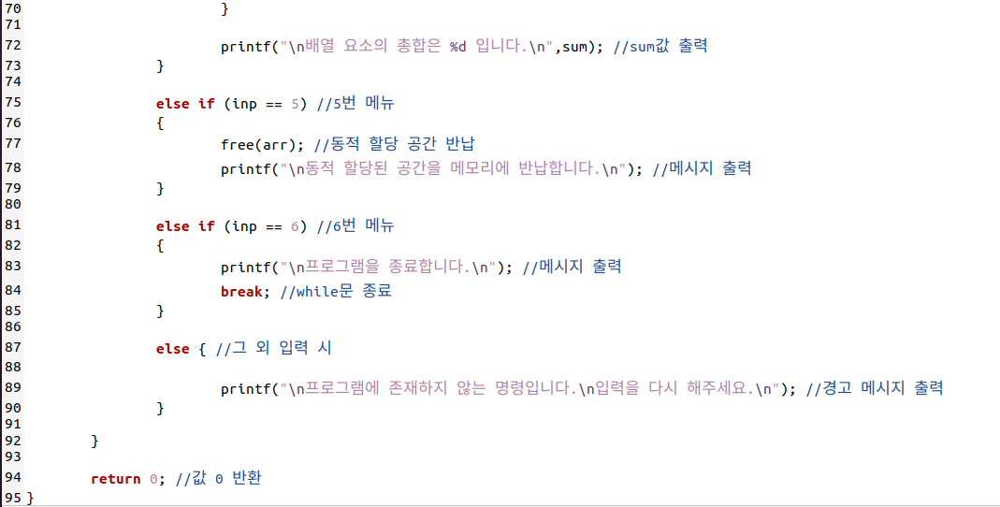 70 }
71
72 printf("\n배열 요소의 총합은 %d 입니다.\n",sum); //sum값 출력
73 }
74
75 else if (inp == 5) //5번 메뉴
76 {
77 free(arr); //동적 할당 공간 반납
78 printf("\n동적 할당된 공간을 메모리에 반납합니다.\n"); //메시지 출력
79 }
80
81 else if (inp == 6) //6번 메뉴
82 {
83 printf("\n프로그램을 종료합니다.\n"); //메시지 출력
84 break; //while문 종료
85 }
86
87 else { //그 외 입력 시
88
89 printf("\n프로그램에 존재하지 않는 명령입니다.\n입력을 다시 해주세요.\n"); //경고 메시지 출력
90 }
91
92 }
93
94 return 0; //값 0 반환
95 }